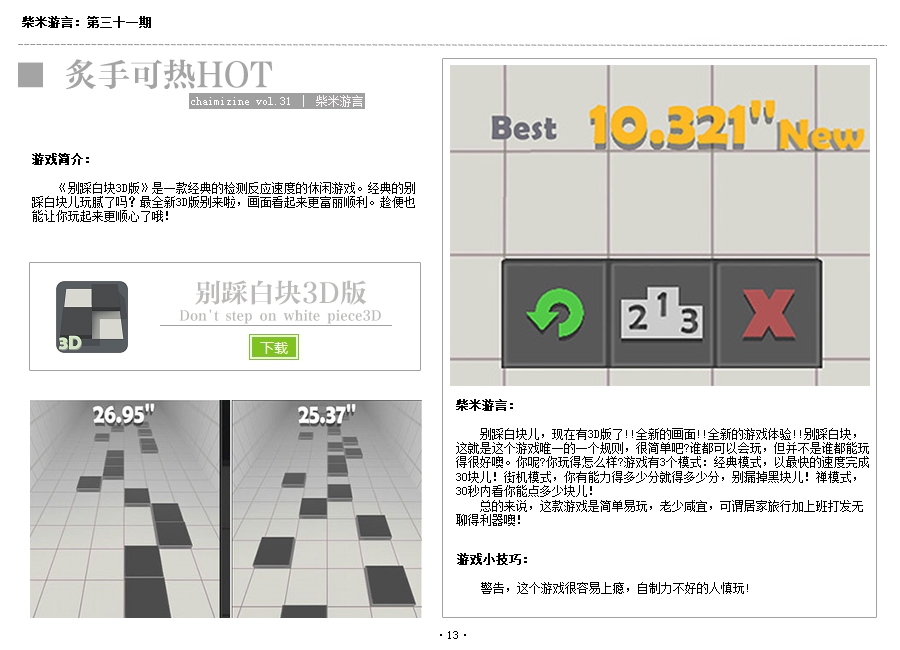 柴米游言：第三十一期
炙手可热HOT
chaimizine vol.31 | 柴米游言
游戏简介：
《别踩白块3D版》是一款经典的检测反应速度的休闲游戏。经典的别
踩白块儿玩腻了吗？最全新3D版别来啦，画面看起来更富丽顺利。趁便也
能让你玩起来更顺心了哦！
3D
别踩白块3D版
Don't step on white piece3D
下载
26.95"
25.37"
Best 10.321" New
2 1 3
柴米游言：
别踩白块儿，现在有3D版了!!全新的画面!!全新的游戏体验!!别踩白块，
这就是这个游戏唯一的一个规则，很简单吧?谁都可以会玩，但并不是谁都能玩
得很好噢。你呢?你玩得怎么样?游戏有3个模式：经典模式，以最快的速度完成
30块儿！街机模式，你有能力得多少分就得多少分，别漏掉黑块儿！禅模式，
30秒内看你能点多少块儿！
总的来说，这款游戏是简单易玩，老少咸宜，可谓居家旅行加上班打发无
聊得利器噢！
游戏小技巧：
警告，这个游戏很容易上瘾，自制力不好的人慎玩！
·13·